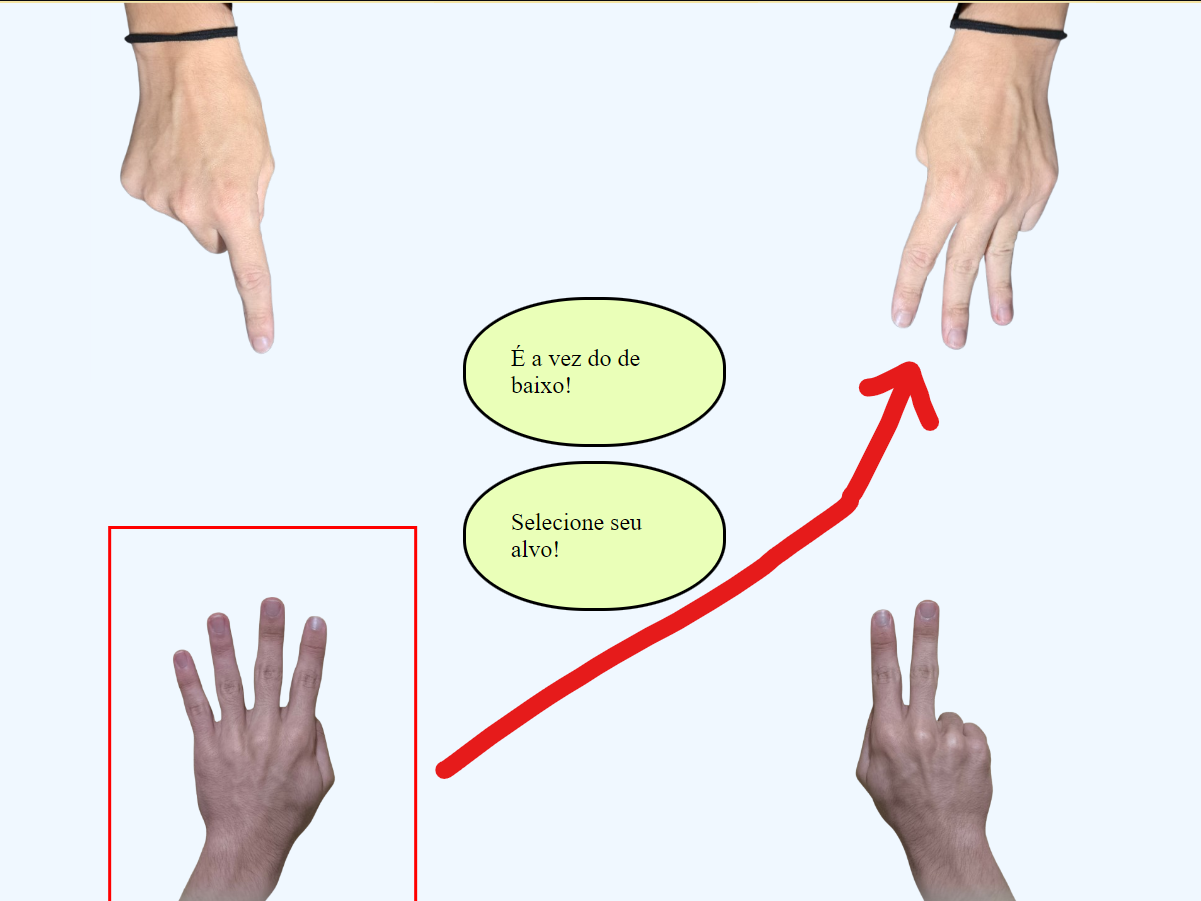 É a vez do de
baixo!
Selecione seu
alvo!